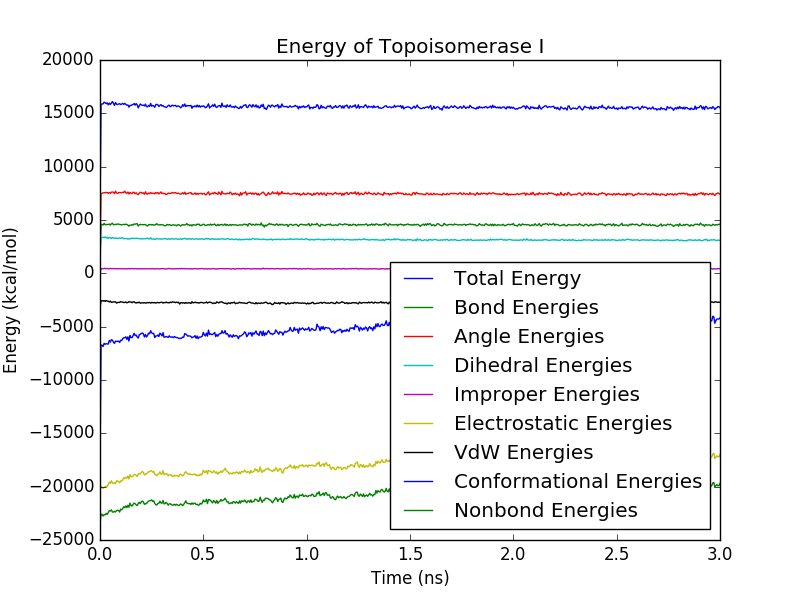 Energy of Topoisomerase I
20000
15000
10000
5000
0
−5000
−10000
−15000
−20000
−25000
Energy (kcal/mol)
Total Energy
Bond Energies
Angle Energies
Dihedral Energies
Improper Energies
Electrostatic Energies
VdW Energies
Conformational Energies
Nonbond Energies
0.0 0.5 1.0 1.5 2.0 2.5 3.0
Time (ns)